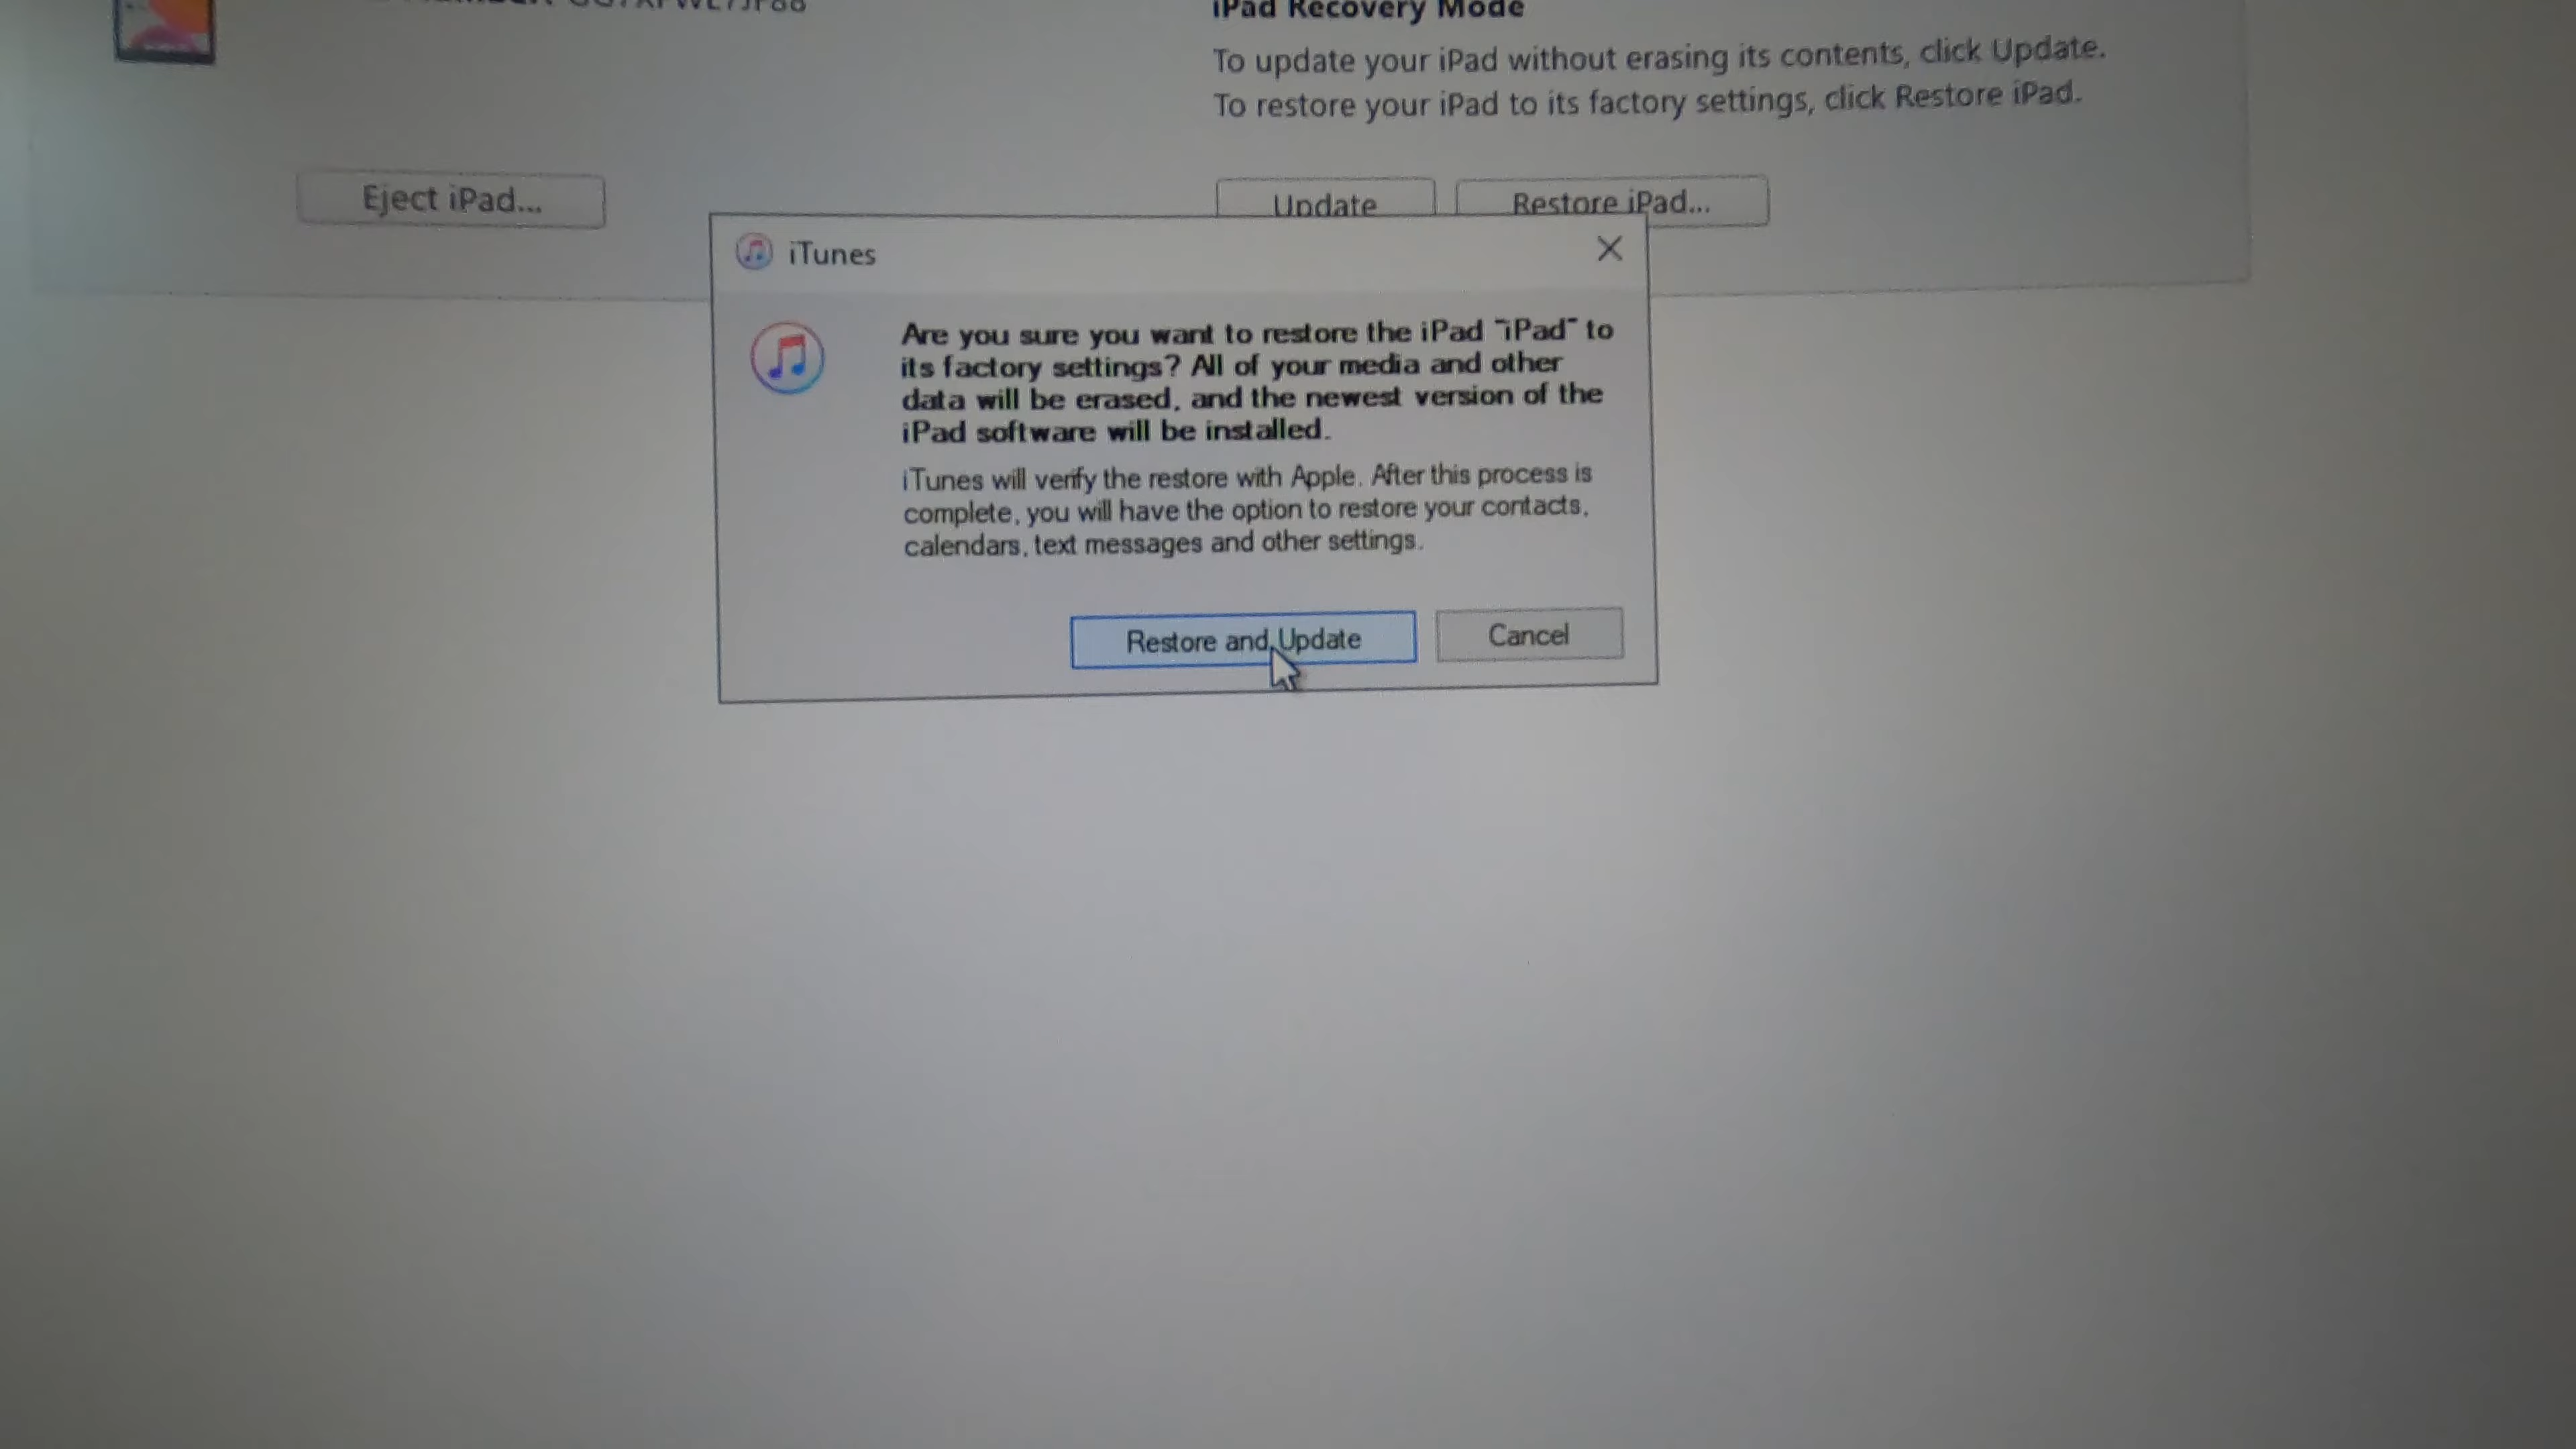 iPad Recovery Mode
To update your iPad without erasing its contents, click Update.
To restore your iPad to its factory settings, click Restore iPad.
Eject iPad...
Update
Restore iPad...
iTunes
Are you sure you want to restore the iPad "iPad" to
its factory settings? All of your media and other
data will be erased, and the newest version of the
iPad software will be installed.
iTunes will verify the restore with Apple. After this process is
complete, you will have the option to restore your contacts,
calendars, text messages and other settings.
Restore and Update
Cancel